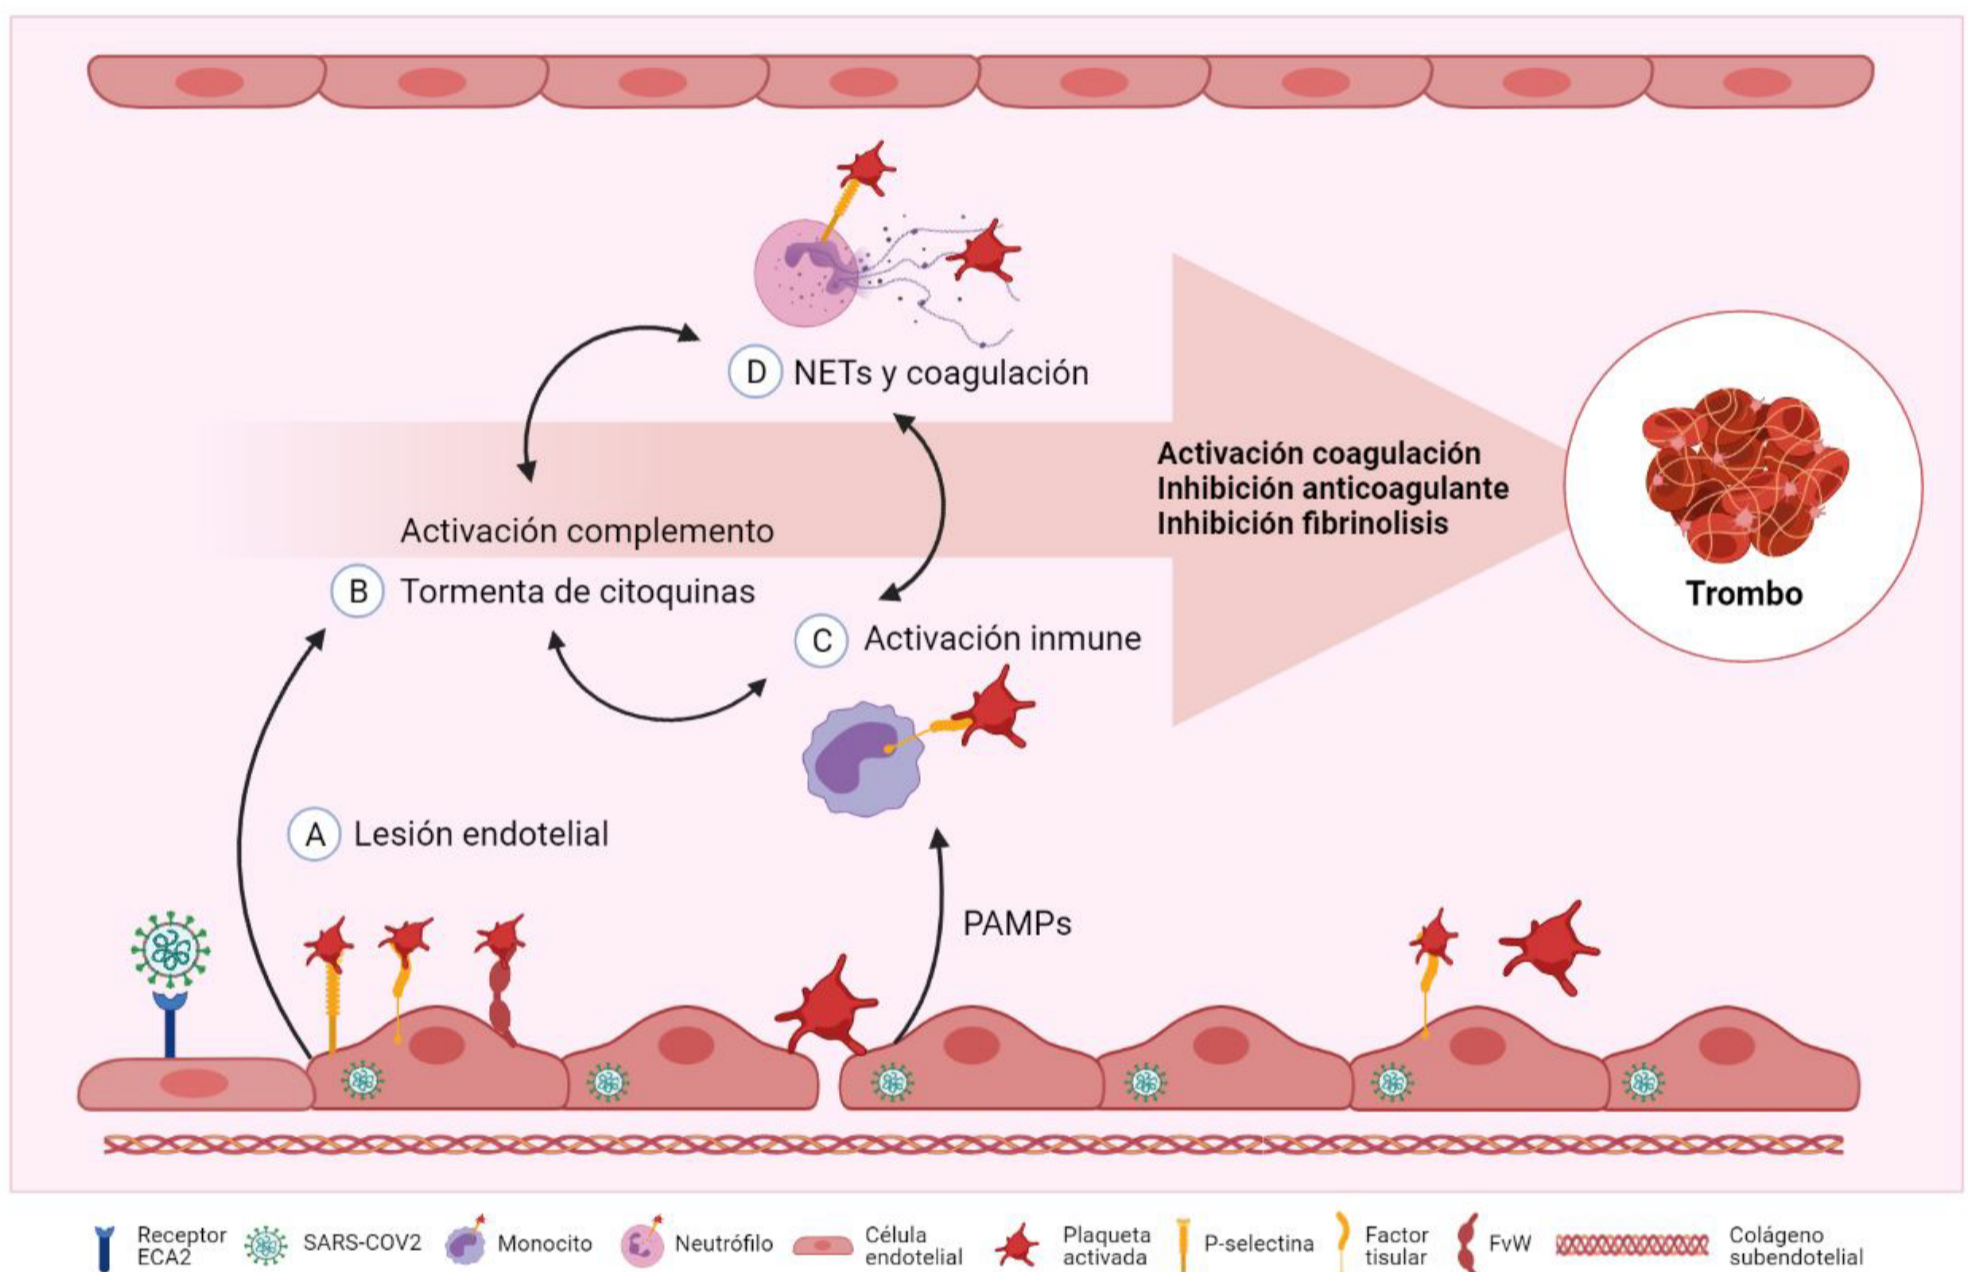 D NETs y coagulación
Activación coagulación
Inhibición anticoagulante
Inhibición fibrinolisis
Activación complemento
B Tormenta de citoquinas
Trombo
C Activación inmune
A Lesión endotelial
PAMPs
Receptor
ECA2
SARS-COV2
Monocito
Neutrófilo
Célula
endotelial
Plaqueta
activada
P-selectina
Factor
tisular
FvW
Colágeno
subendotelial